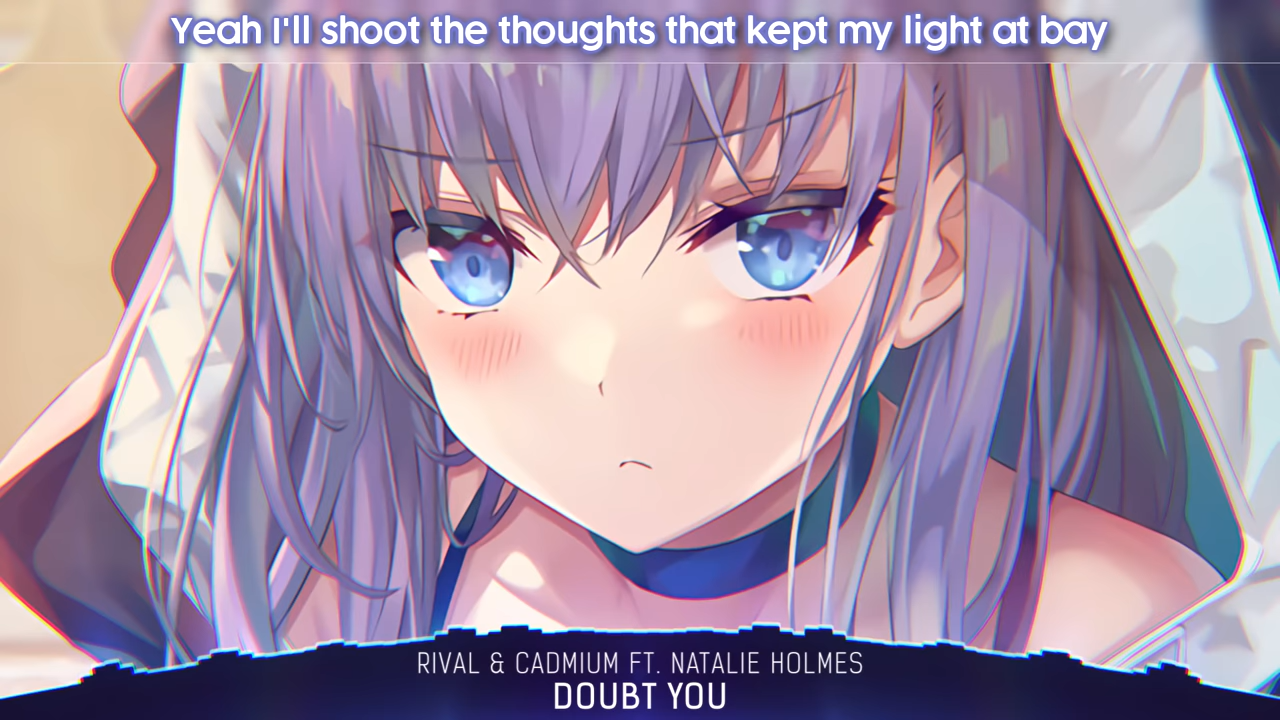 Yeah I'll shoot the thoughts that kept my light at bay
RIVAL & CADMIUM FT. NATALIE HOLMES
DOUBT YOU